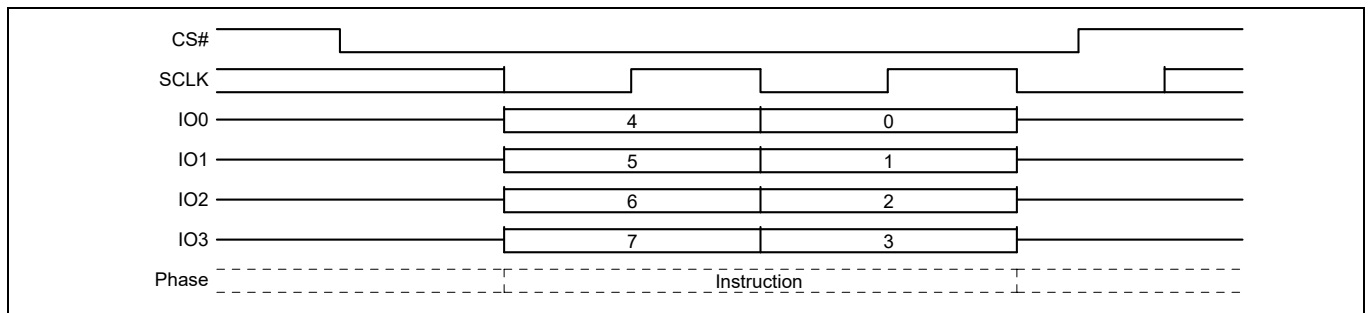 CS#
SCLK
IO0 4 0
IO1 5 1
IO2 6 2
IO3 7 3
Phase Instruction